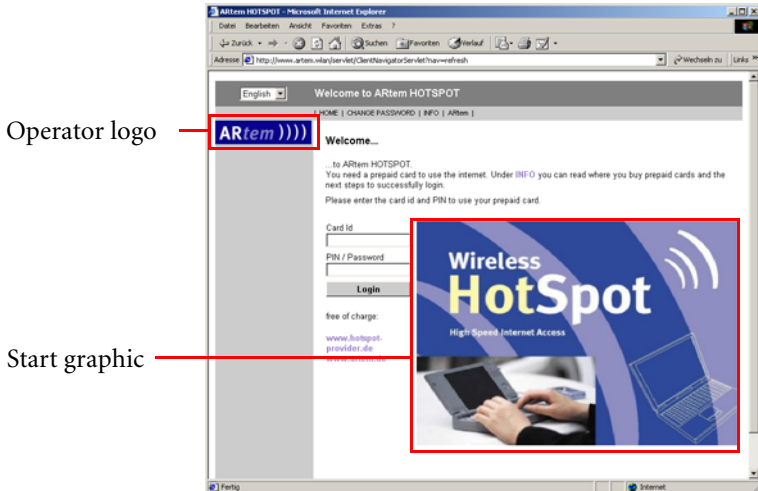 ARtem HOTSPOT - Microsoft Internet Explorer
Datei Bearbeiten Ansicht Favoriten Extras ?
Zurück Suchen Favoriten Verlauf
Adresse http://www.artem.wlan/servlet/ClientNavigatorServlet?nav=refresh Wechseln zu Links »
English Welcome to ARtem HOTSPOT
| HOME | CHANGE PASSWORD | INFO | ARtem |
Operator logo
ARtem ))))
Welcome...
...to ARtem HOTSPOT.
You need a prepaid card to use the internet. Under INFO you can read where you buy prepaid cards and the
next steps to successfully login.
Please enter the card id and PIN to use your prepaid card.
Card Id
PIN / Password
Login
free of charge:
www.hotspot-
provider.de
www.artem.de
Wireless
HotSpot
High Speed Internet Access
Start graphic
Fertig Internet